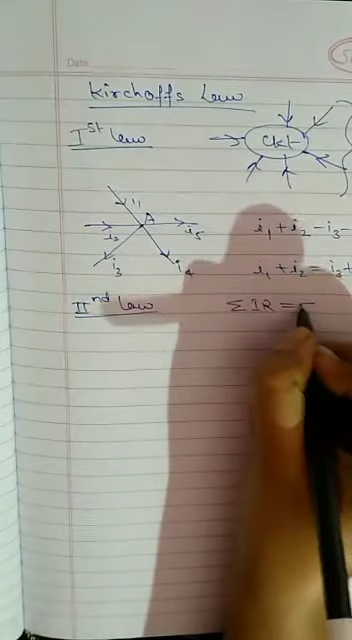 Date
Kirchoffs Law
Ist Law
Ckt
i1
A
i2
i5
i3
i4
i1 + i2 - i3 -
i1 + i2 = i3 +
IInd Law
Σ IR =